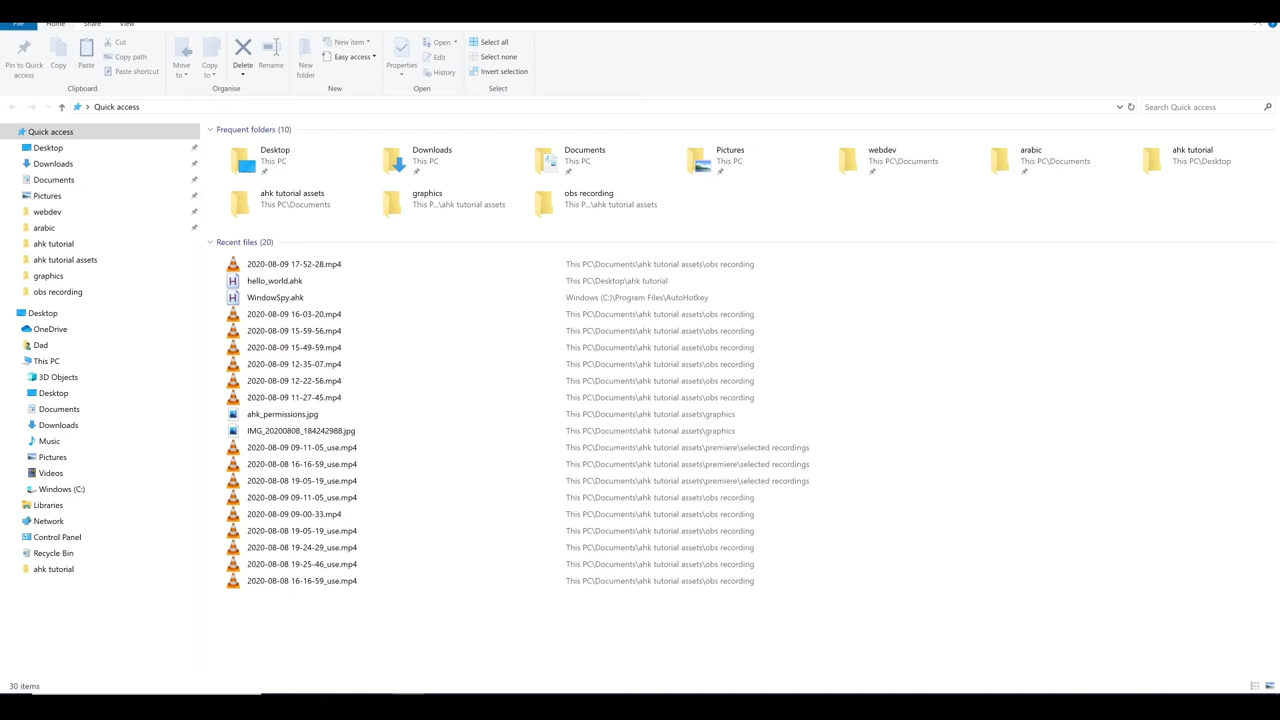 File Home Share View
Pin to Quick access
Copy
Paste
Cut
Copy path
Paste shortcut
Clipboard
Move to
Copy to
Delete
Rename
Organise
New folder
New item
Easy access
New
Properties
Open
Edit
History
Open
Select all
Select none
Invert selection
Select
Quick access
Search Quick access
Quick access
Desktop
Downloads
Documents
Pictures
webdev
arabic
ahk tutorial
ahk tutorial assets
graphics
obs recording
Desktop
OneDrive
Dad
This PC
3D Objects
Desktop
Documents
Downloads
Music
Pictures
Videos
Windows (C:)
Libraries
Network
Control Panel
Recycle Bin
ahk tutorial
Frequent folders (10)
Desktop
This PC
Downloads
This PC
Documents
This PC
Pictures
This PC
webdev
This PC\Documents
arabic
This PC\Documents
ahk tutorial
This PC\Desktop
ahk tutorial assets
This PC\Documents
graphics
This P...\ahk tutorial assets
obs recording
This P...\ahk tutorial assets
Recent files (20)
2020-08-09 17-52-28.mp4 This PC\Documents\ahk tutorial assets\obs recording
hello_world.ahk This PC\Desktop\ahk tutorial
WindowSpy.ahk Windows (C:)\Program Files\AutoHotkey
2020-08-09 16-03-20.mp4 This PC\Documents\ahk tutorial assets\obs recording
2020-08-09 15-59-56.mp4 This PC\Documents\ahk tutorial assets\obs recording
2020-08-09 15-49-59.mp4 This PC\Documents\ahk tutorial assets\obs recording
2020-08-09 12-35-07.mp4 This PC\Documents\ahk tutorial assets\obs recording
2020-08-09 12-22-56.mp4 This PC\Documents\ahk tutorial assets\obs recording
2020-08-09 11-27-45.mp4 This PC\Documents\ahk tutorial assets\obs recording
ahk_permissions.jpg This PC\Documents\ahk tutorial assets\graphics
IMG_20200808_184242988.jpg This PC\Documents\ahk tutorial assets\graphics
2020-08-09 09-11-05_use.mp4 This PC\Documents\ahk tutorial assets\premiere\selected recordings
2020-08-08 16-16-59_use.mp4 This PC\Documents\ahk tutorial assets\premiere\selected recordings
2020-08-08 19-05-19_use.mp4 This PC\Documents\ahk tutorial assets\premiere\selected recordings
2020-08-09 09-11-05_use.mp4 This PC\Documents\ahk tutorial assets\obs recording
2020-08-09 09-00-33.mp4 This PC\Documents\ahk tutorial assets\obs recording
2020-08-08 19-05-19_use.mp4 This PC\Documents\ahk tutorial assets\obs recording
2020-08-08 19-24-29_use.mp4 This PC\Documents\ahk tutorial assets\obs recording
2020-08-08 19-25-46_use.mp4 This PC\Documents\ahk tutorial assets\obs recording
2020-08-08 16-16-59_use.mp4 This PC\Documents\ahk tutorial assets\obs recording
30 items